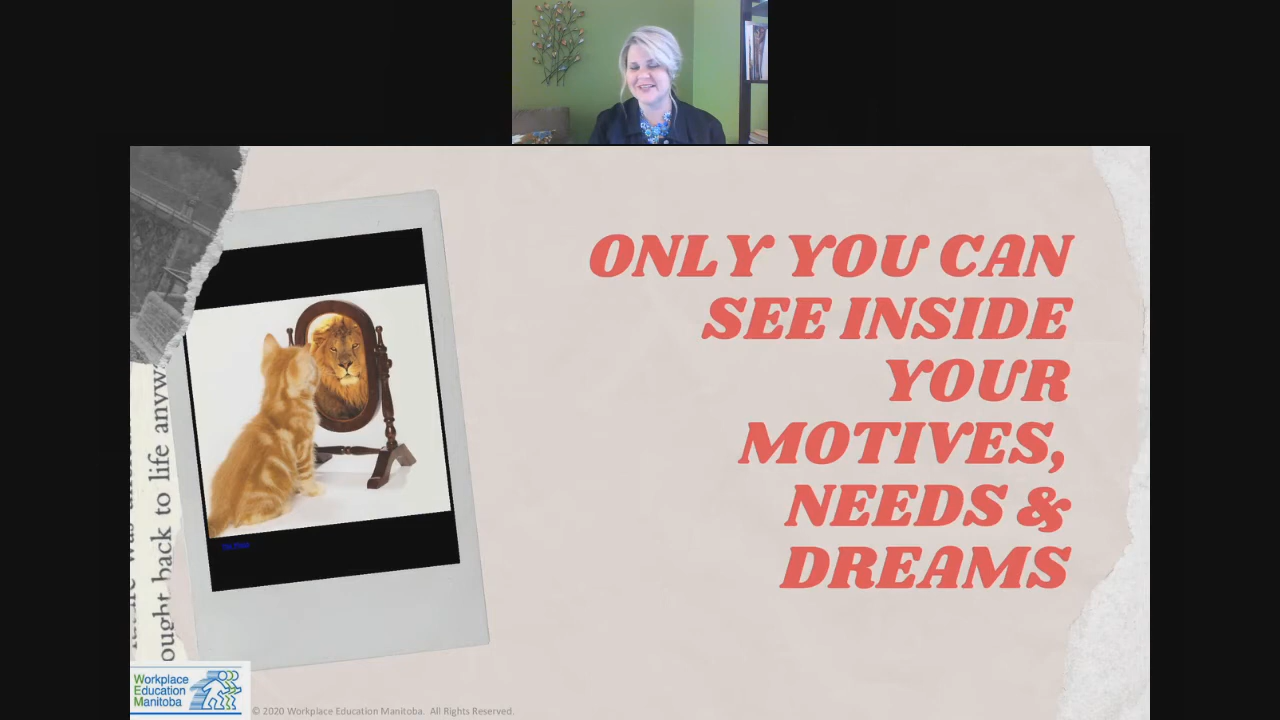 ONLY YOU CAN
SEE INSIDE
YOUR
MOTIVES,
NEEDS &
DREAMS
ought back to life anyw
Workplace
Education
Manitoba
© 2020 Workplace Education Manitoba. All Rights Reserved.